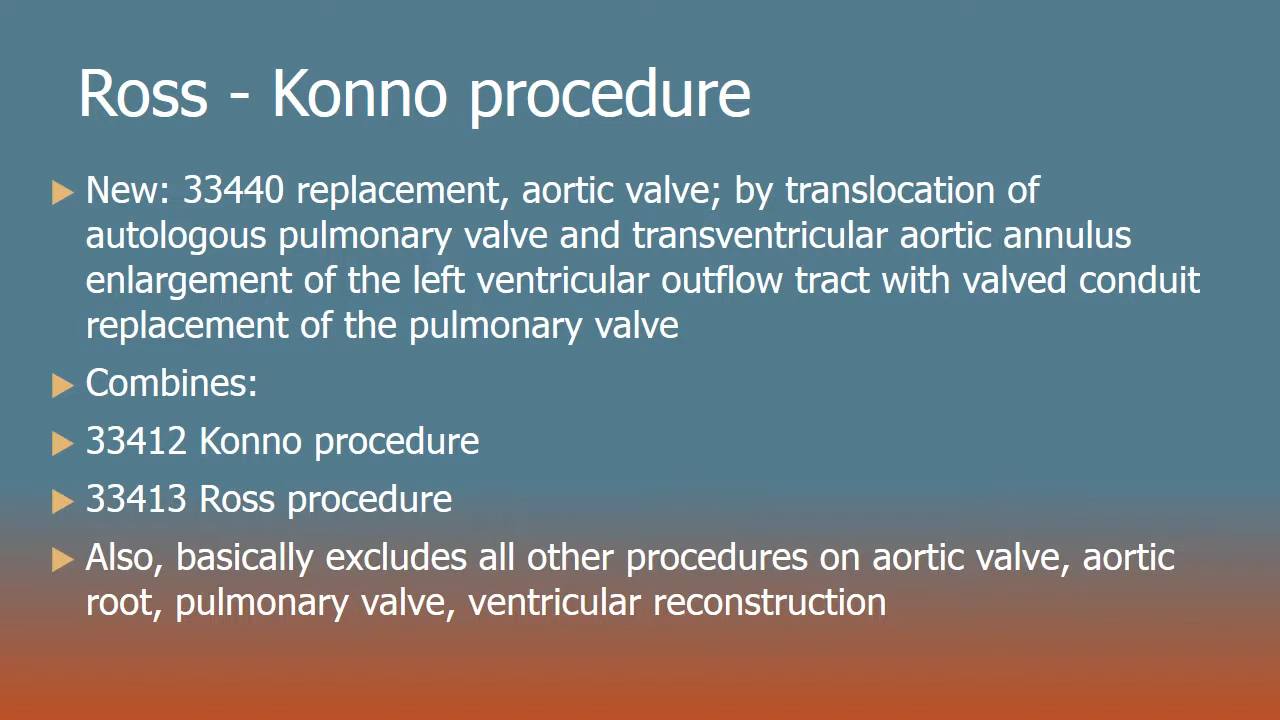 Ross - Konno procedure
New: 33440 replacement, aortic valve; by translocation of
autologous pulmonary valve and transventricular aortic annulus
enlargement of the left ventricular outflow tract with valved conduit
replacement of the pulmonary valve
Combines:
33412 Konno procedure
33413 Ross procedure
Also, basically excludes all other procedures on aortic valve, aortic
root, pulmonary valve, ventricular reconstruction